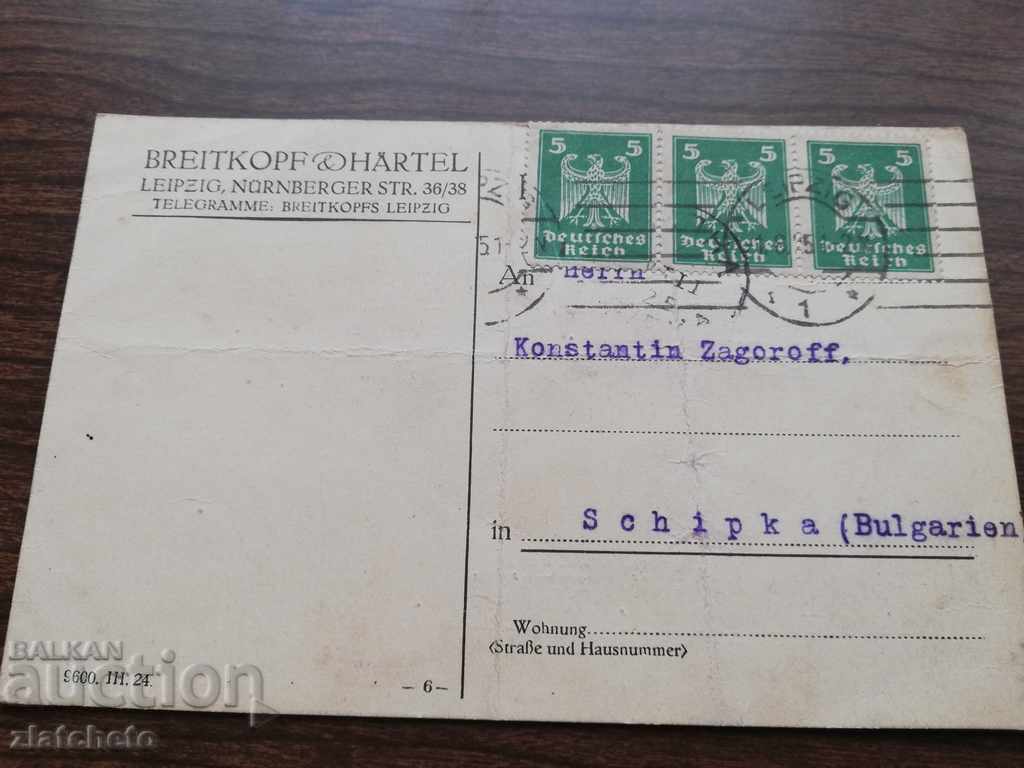 BREITKOPF & HÄRTEL
LEIPZIG, NÜRNBERGER STR. 36/38
TELEGRAMME: BREITKOPFS LEIPZIG
5 5
Deutsches
Reich
5 5
Deutsches
Reich
5 5
Deutsches
Reich
LEIPZIG
1
An Herrn
Konstantin Zagoroff,
in Schipka (Bulgarien)
Wohnung
(Straße und Hausnummer)
9600. III. 24.
– 6 –
BALKAN
auction
zlatcheto